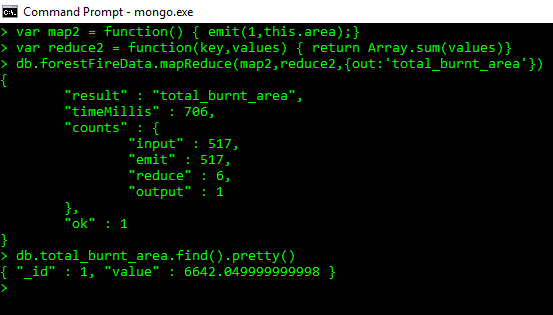 Command Prompt - mongo.exe
> var map2 = function() { emit(1,this.area);}
> var reduce2 = function(key,values) { return Array.sum(values)}
> db.forestFireData.mapReduce(map2,reduce2,{out:'total_burnt_area'})
{
        "result" : "total_burnt_area",
        "timeMillis" : 706,
        "counts" : {
                "input" : 517,
                "emit" : 517,
                "reduce" : 6,
                "output" : 1
        },
        "ok" : 1
}
> db.total_burnt_area.find().pretty()
{ "_id" : 1, "value" : 6642.049999999998 }
>